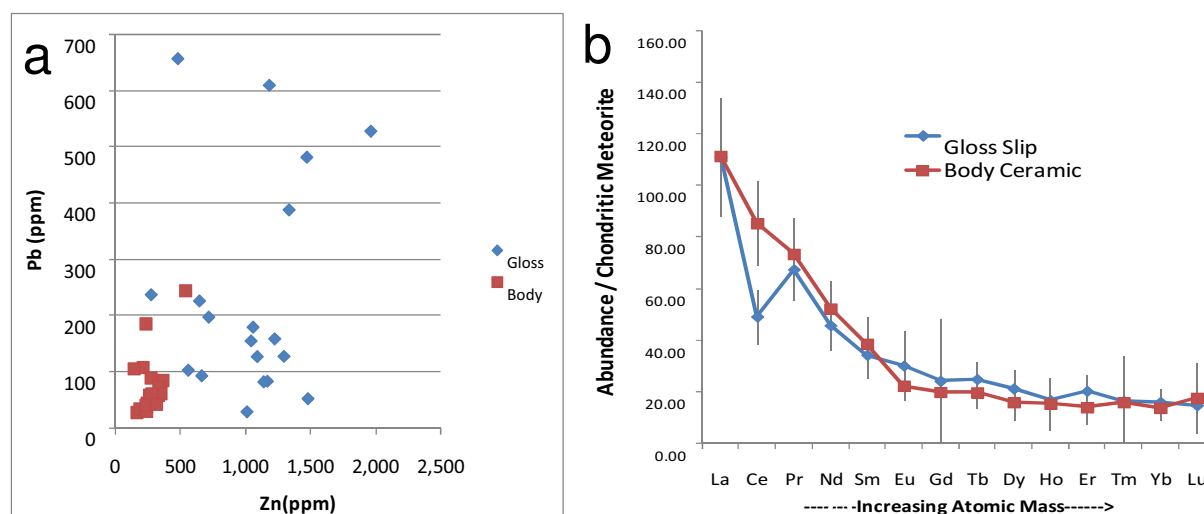 a
700
600
500
400
300
200
100
0
Pb (ppm)
0 500 1,000 1,500 2,000 2,500
Zn(ppm)
Gloss
Body
b
160.00
140.00
120.00
100.00
80.00
60.00
40.00
20.00
0.00
Abundance / Chondritic Meteorite
Gloss Slip
Body Ceramic
La Ce Pr Nd Sm Eu Gd Tb Dy Ho Er Tm Yb Lu
---- -- -Increasing Atomic Mass------>